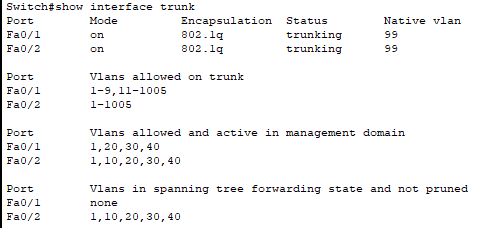 Switch#show interface trunk
Port Mode Encapsulation Status Native vlan
Fa0/1 on 802.1q trunking 99
Fa0/2 on 802.1q trunking 99
Port Vlans allowed on trunk
Fa0/1 1-9,11-1005
Fa0/2 1-1005
Port Vlans allowed and active in management domain
Fa0/1 1,20,30,40
Fa0/2 1,10,20,30,40
Port Vlans in spanning tree forwarding state and not pruned
Fa0/1 none
Fa0/2 1,10,20,30,40